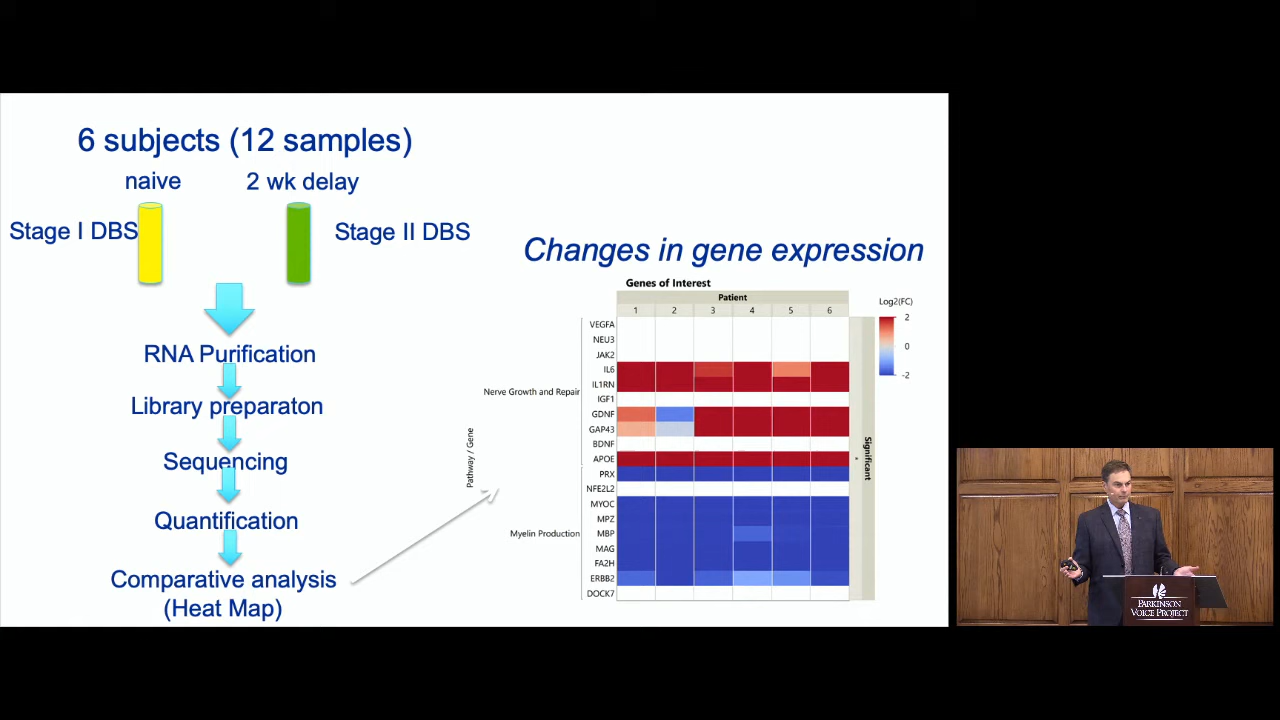 6 subjects (12 samples)
naive
2 wk delay
Stage I DBS
Stage II DBS
RNA Purification
Library preparaton
Sequencing
Quantification
Comparative analysis
(Heat Map)
Changes in gene expression
Genes of Interest
Patient
1 2 3 4 5 6
Log2(FC)
2
0
-2
Pathway / Gene
Nerve Growth and Repair
VEGFA
NEU3
JAK2
IL6
IL1RN
IGF1
GDNF
GAP43
BDNF
APOE
Myelin Production
PRX
NFE2L2
MYOC
MPZ
MBP
MAG
FA2H
ERBB2
DOCK7
* Significant
PARKINSON
VOICE PROJECT